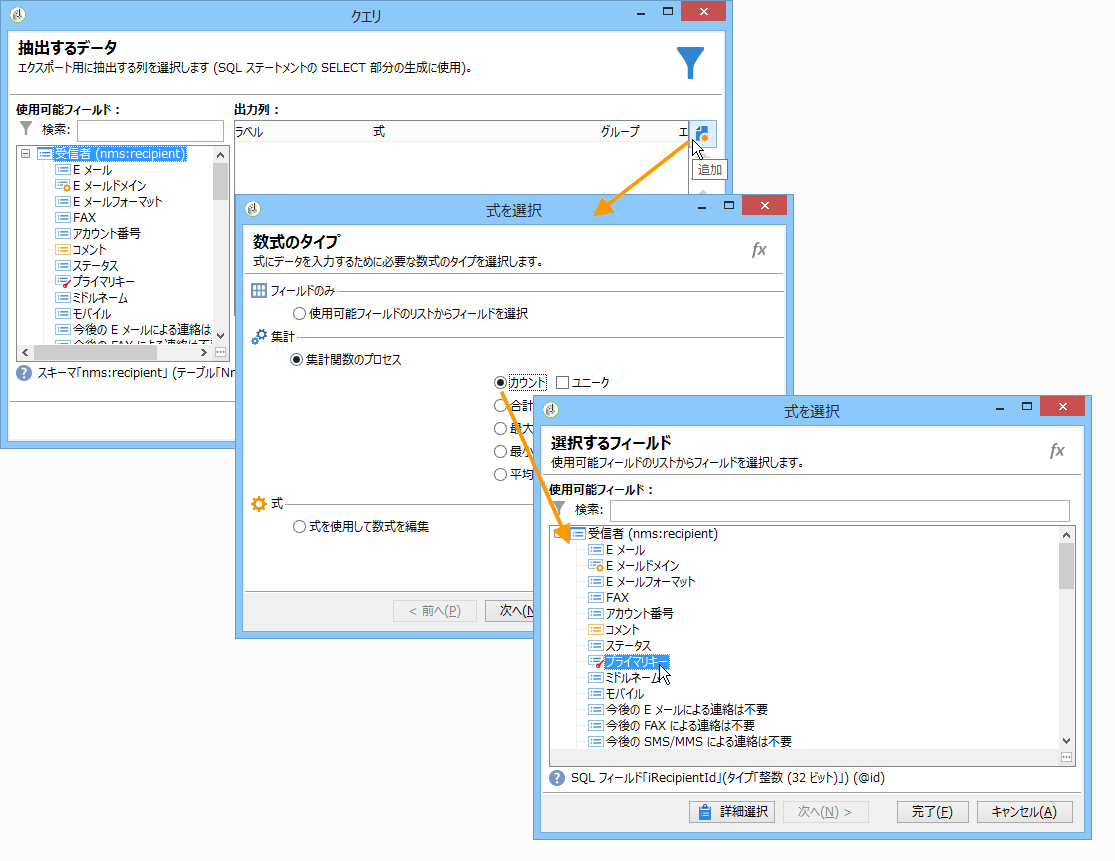 クエリ
抽出するデータ
エクスポート用に抽出する列を選択します (SQL ステートメントの SELECT 部分の生成に使用)。
使用可能フィールド：
出力列：
検索:
ラベル 式 グループ エ
追加
受信者 (nms:recipient)
E メール
E メールドメイン
E メールフォーマット
FAX
アカウント番号
コメント
ステータス
プライマリキー
ミドルネーム
モバイル
今後の E メールによる連絡は
今後の FAX による連絡は不
スキーマ「nms:recipient」 (テーブル「Nr
式を選択
数式のタイプ
fx
式にデータを入力するために必要な数式のタイプを選択します。
フィールドのみ
使用可能フィールドのリストからフィールドを選択
集計
集計関数のプロセス
カウント ユニーク
合計
最大
最小
平均
式
式を使用して数式を編集
< 前へ(P)
次へ(N
式を選択
選択するフィールド
fx
使用可能フィールドのリストからフィールドを選択します。
使用可能フィールド：
検索:
受信者 (nms:recipient)
E メール
E メールドメイン
E メールフォーマット
FAX
アカウント番号
コメント
ステータス
プライマリキー
ミドルネーム
モバイル
今後の E メールによる連絡は不要
今後の FAX による連絡は不要
今後の SMS/MMS による連絡は不要
SQL フィールド「iRecipientId」(タイプ「整数 (32 ビット)」) (@id)
詳細選択
次へ(N) >
完了(F)
キャンセル(A)